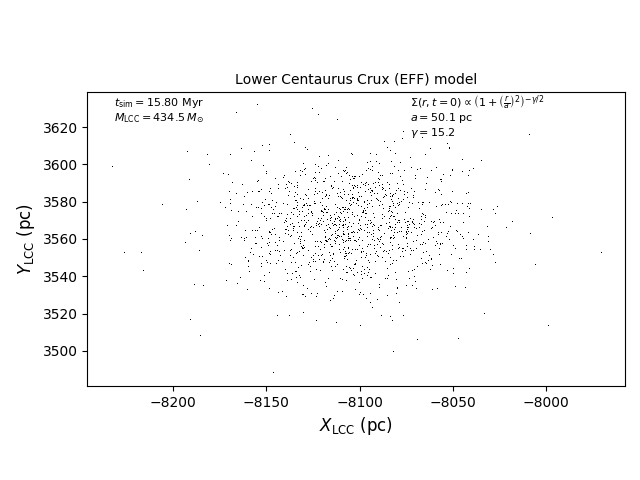 Lower Centaurus Crux (EFF) model
t_sim = 15.80 Myr
M_LCC = 434.5 M_⊙
Σ(r, t = 0) ∝ (1 + (r/a)^2)^{−γ/2}
a = 50.1 pc
γ = 15.2
Y_LCC (pc)
3620
3600
3580
3560
3540
3520
3500
−8200 −8150 −8100 −8050 −8000
X_LCC (pc)